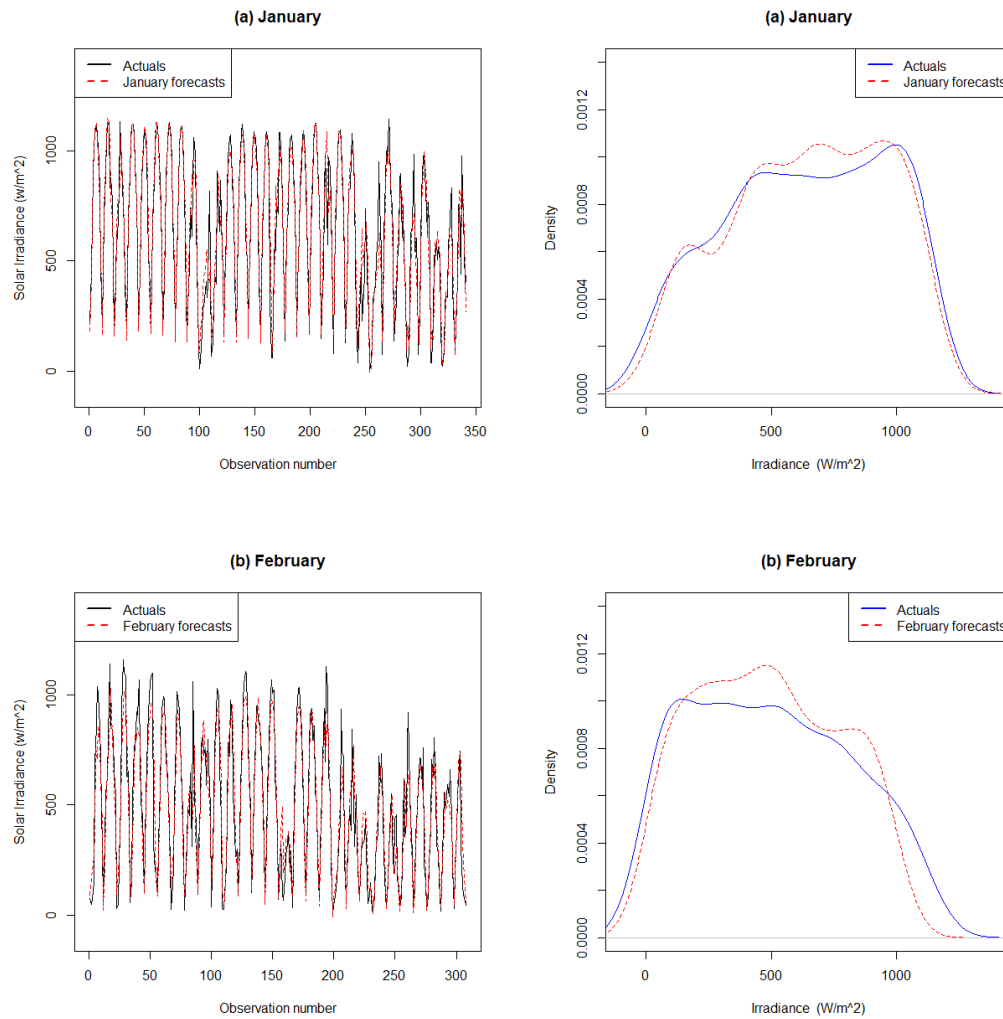 (a) January
Actuals
January forecasts
Solar Irradiance (w/m^2)
0
500
1000
0 50 100 150 200 250 300 350
Observation number
(a) January
Actuals
January forecasts
Density
0.0000
0.0004
0.0008
0.0012
0 500 1000
Irradiance (W/m^2)
(b) February
Actuals
February forecasts
Solar Irradiance (w/m^2)
0
500
1000
0 50 100 150 200 250 300
Observation number
(b) February
Actuals
February forecasts
Density
0.0000
0.0004
0.0008
0.0012
0 500 1000
Irradiance (W/m^2)